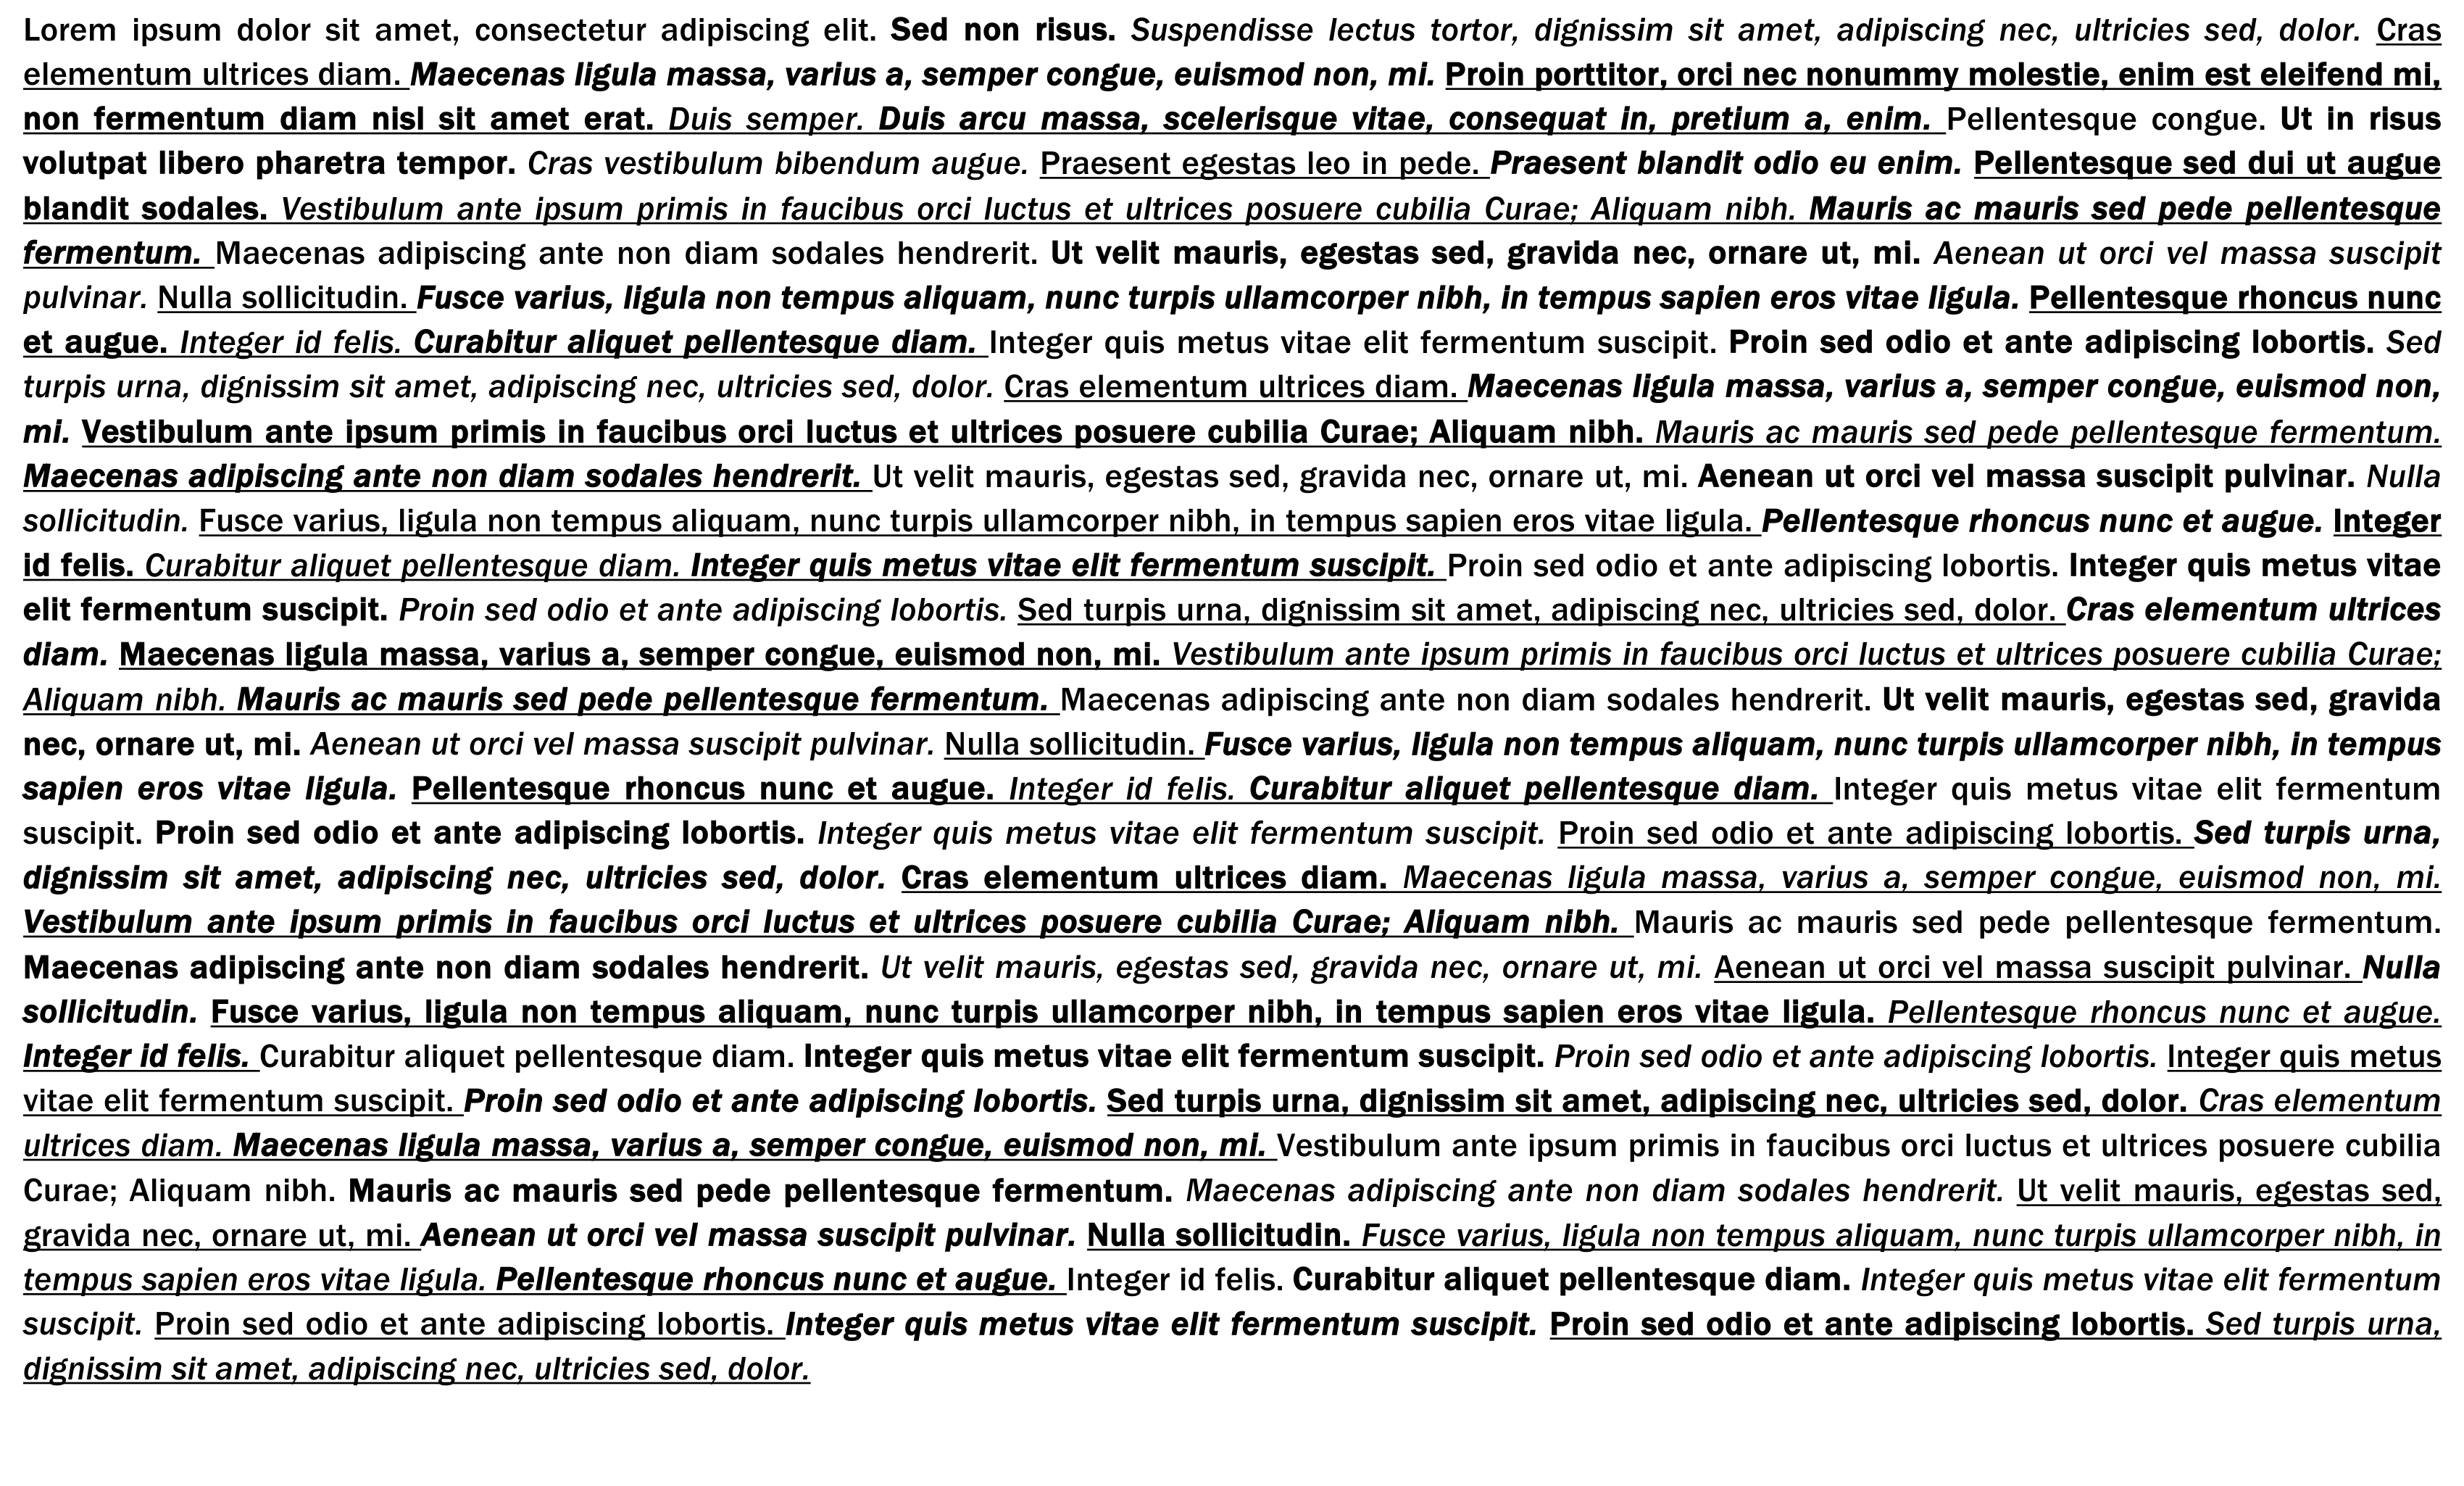 Lorem ipsum dolor sit amet, consectetur adipiscing elit. Sed non risus. Suspendisse lectus tortor, dignissim sit amet, adipiscing nec, ultricies sed, dolor. Cras
elementum ultrices diam. Maecenas ligula massa, varius a, semper congue, euismod non, mi. Proin porttitor, orci nec nonummy molestie, enim est eleifend mi,
non fermentum diam nisl sit amet erat. Duis semper. Duis arcu massa, scelerisque vitae, consequat in, pretium a, enim. Pellentesque congue. Ut in risus
volutpat libero pharetra tempor. Cras vestibulum bibendum augue. Praesent egestas leo in pede. Praesent blandit odio eu enim. Pellentesque sed dui ut augue
blandit sodales. Vestibulum ante ipsum primis in faucibus orci luctus et ultrices posuere cubilia Curae; Aliquam nibh. Mauris ac mauris sed pede pellentesque
fermentum. Maecenas adipiscing ante non diam sodales hendrerit. Ut velit mauris, egestas sed, gravida nec, ornare ut, mi. Aenean ut orci vel massa suscipit
pulvinar. Nulla sollicitudin. Fusce varius, ligula non tempus aliquam, nunc turpis ullamcorper nibh, in tempus sapien eros vitae ligula. Pellentesque rhoncus nunc
et augue. Integer id felis. Curabitur aliquet pellentesque diam. Integer quis metus vitae elit fermentum suscipit. Proin sed odio et ante adipiscing lobortis. Sed
turpis urna, dignissim sit amet, adipiscing nec, ultricies sed, dolor. Cras elementum ultrices diam. Maecenas ligula massa, varius a, semper congue, euismod non,
mi. Vestibulum ante ipsum primis in faucibus orci luctus et ultrices posuere cubilia Curae; Aliquam nibh. Mauris ac mauris sed pede pellentesque fermentum.
Maecenas adipiscing ante non diam sodales hendrerit. Ut velit mauris, egestas sed, gravida nec, ornare ut, mi. Aenean ut orci vel massa suscipit pulvinar. Nulla
sollicitudin. Fusce varius, ligula non tempus aliquam, nunc turpis ullamcorper nibh, in tempus sapien eros vitae ligula. Pellentesque rhoncus nunc et augue. Integer
id felis. Curabitur aliquet pellentesque diam. Integer quis metus vitae elit fermentum suscipit. Proin sed odio et ante adipiscing lobortis. Integer quis metus vitae
elit fermentum suscipit. Proin sed odio et ante adipiscing lobortis. Sed turpis urna, dignissim sit amet, adipiscing nec, ultricies sed, dolor. Cras elementum ultrices
diam. Maecenas ligula massa, varius a, semper congue, euismod non, mi. Vestibulum ante ipsum primis in faucibus orci luctus et ultrices posuere cubilia Curae;
Aliquam nibh. Mauris ac mauris sed pede pellentesque fermentum. Maecenas adipiscing ante non diam sodales hendrerit. Ut velit mauris, egestas sed, gravida
nec, ornare ut, mi. Aenean ut orci vel massa suscipit pulvinar. Nulla sollicitudin. Fusce varius, ligula non tempus aliquam, nunc turpis ullamcorper nibh, in tempus
sapien eros vitae ligula. Pellentesque rhoncus nunc et augue. Integer id felis. Curabitur aliquet pellentesque diam. Integer quis metus vitae elit fermentum
suscipit. Proin sed odio et ante adipiscing lobortis. Integer quis metus vitae elit fermentum suscipit. Proin sed odio et ante adipiscing lobortis. Sed turpis urna,
dignissim sit amet, adipiscing nec, ultricies sed, dolor. Cras elementum ultrices diam. Maecenas ligula massa, varius a, semper congue, euismod non, mi.
Vestibulum ante ipsum primis in faucibus orci luctus et ultrices posuere cubilia Curae; Aliquam nibh. Mauris ac mauris sed pede pellentesque fermentum.
Maecenas adipiscing ante non diam sodales hendrerit. Ut velit mauris, egestas sed, gravida nec, ornare ut, mi. Aenean ut orci vel massa suscipit pulvinar. Nulla
sollicitudin. Fusce varius, ligula non tempus aliquam, nunc turpis ullamcorper nibh, in tempus sapien eros vitae ligula. Pellentesque rhoncus nunc et augue.
Integer id felis. Curabitur aliquet pellentesque diam. Integer quis metus vitae elit fermentum suscipit. Proin sed odio et ante adipiscing lobortis. Integer quis metus
vitae elit fermentum suscipit. Proin sed odio et ante adipiscing lobortis. Sed turpis urna, dignissim sit amet, adipiscing nec, ultricies sed, dolor. Cras elementum
ultrices diam. Maecenas ligula massa, varius a, semper congue, euismod non, mi. Vestibulum ante ipsum primis in faucibus orci luctus et ultrices posuere cubilia
Curae; Aliquam nibh. Mauris ac mauris sed pede pellentesque fermentum. Maecenas adipiscing ante non diam sodales hendrerit. Ut velit mauris, egestas sed,
gravida nec, ornare ut, mi. Aenean ut orci vel massa suscipit pulvinar. Nulla sollicitudin. Fusce varius, ligula non tempus aliquam, nunc turpis ullamcorper nibh, in
tempus sapien eros vitae ligula. Pellentesque rhoncus nunc et augue. Integer id felis. Curabitur aliquet pellentesque diam. Integer quis metus vitae elit fermentum
suscipit. Proin sed odio et ante adipiscing lobortis. Integer quis metus vitae elit fermentum suscipit. Proin sed odio et ante adipiscing lobortis. Sed turpis urna,
dignissim sit amet, adipiscing nec, ultricies sed, dolor.